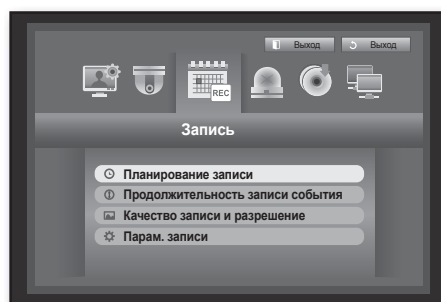 Выход Выход
REC
Запись
Планирование записи
Продолжительность записи события
Качество записи и разрешение
Парам. записи